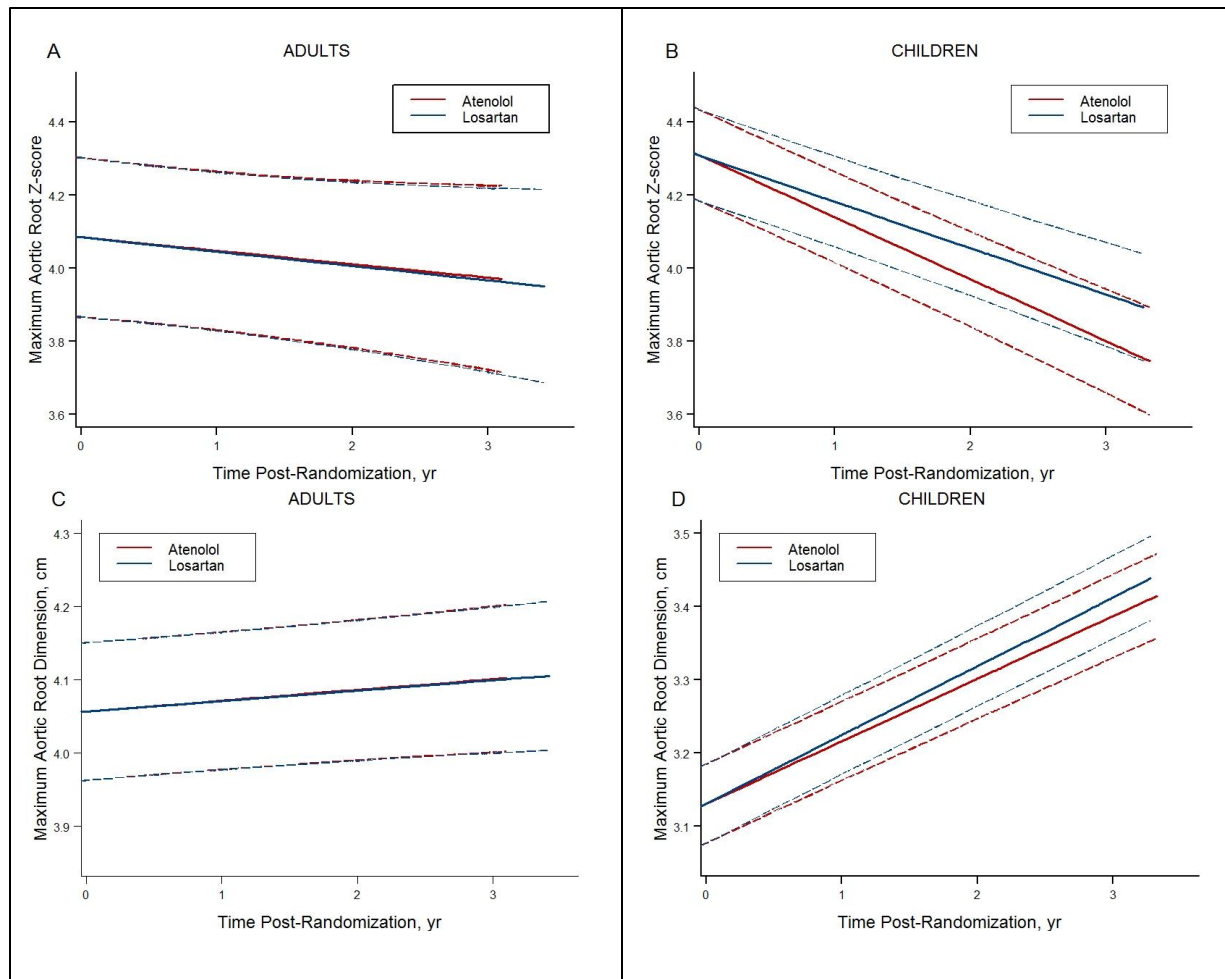 A
ADULTS
Atenolol
Losartan
Maximum Aortic Root Z-score
4.4
4.2
4.0
3.8
3.6
0 1 2 3
Time Post-Randomization, yr
B
CHILDREN
Atenolol
Losartan
Maximum Aortic Root Z-score
4.4
4.2
4.0
3.8
3.6
0 1 2 3
Time Post-Randomization, yr
C
ADULTS
Atenolol
Losartan
Maximum Aortic Root Dimension, cm
4.3
4.2
4.1
4.0
3.9
0 1 2 3
Time Post-Randomization, yr
D
CHILDREN
Atenolol
Losartan
Maximum Aortic Root Dimension, cm
3.5
3.4
3.3
3.2
3.1
0 1 2 3
Time Post-Randomization, yr